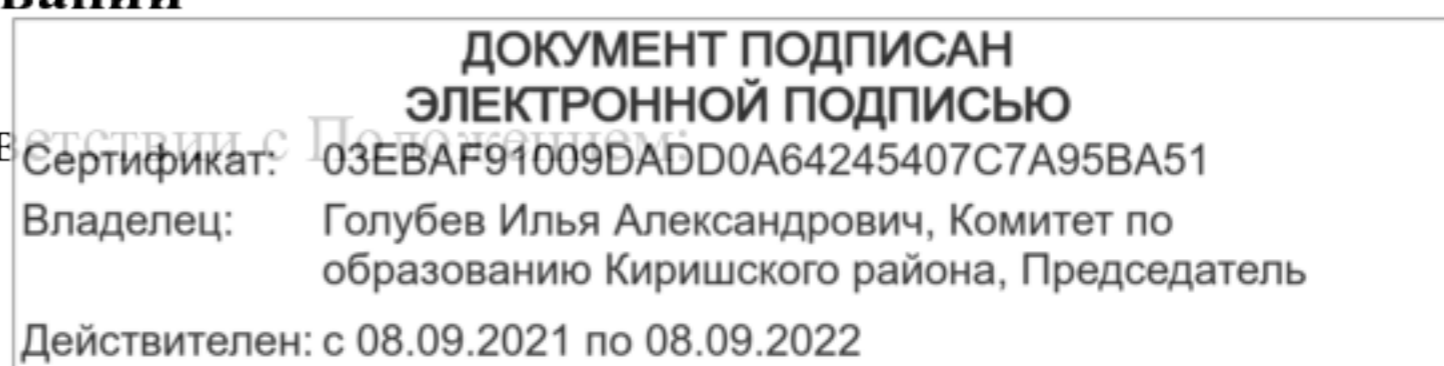 ДОКУМЕНТ ПОДПИСАН
ЭЛЕКТРОННОЙ ПОДПИСЬЮ
с Положением:
Сертификат: 03EBAF91009DADD0A64245407C7A95BA51
Владелец: Голубев Илья Александрович, Комитет по
образованию Киришского района, Председатель
Действителен: с 08.09.2021 по 08.09.2022